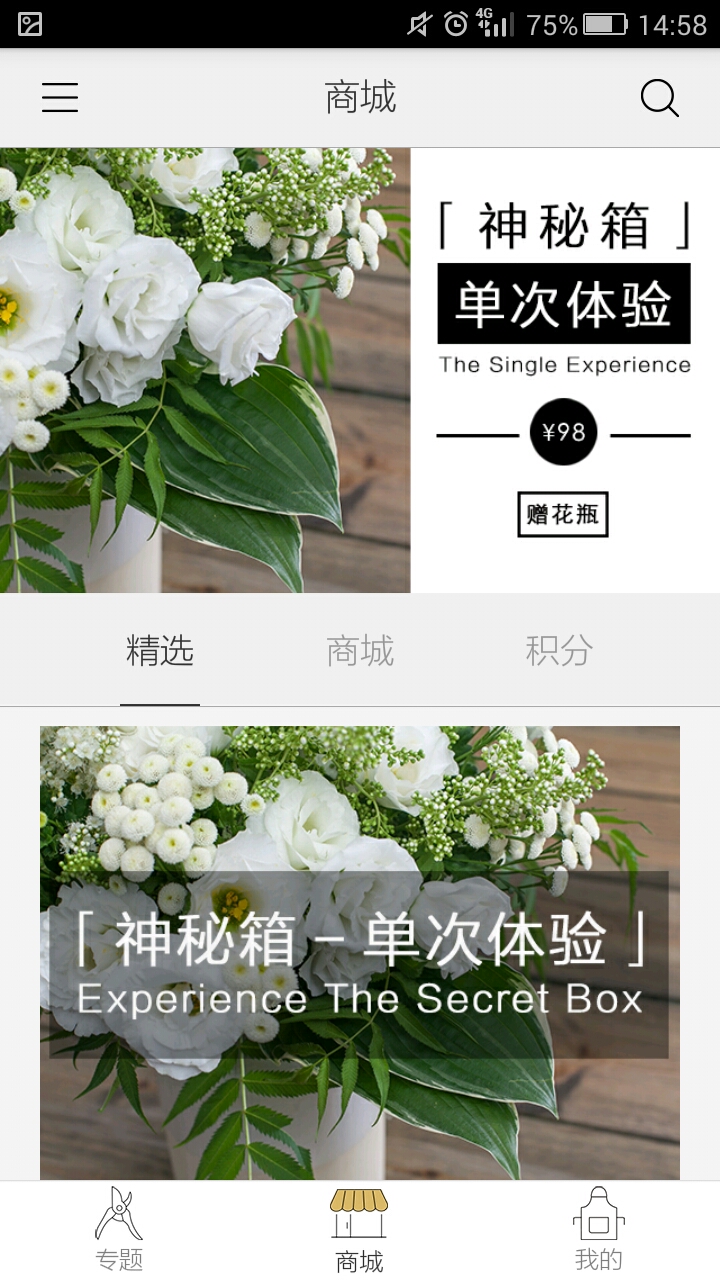 4G 75% 14:58
商城
「 神秘箱 」
单次体验
The Single Experience
¥98
赠花瓶
精选 商城 积分
「 神秘箱 – 单次体验 」
Experience The Secret Box
专题 商城 我的